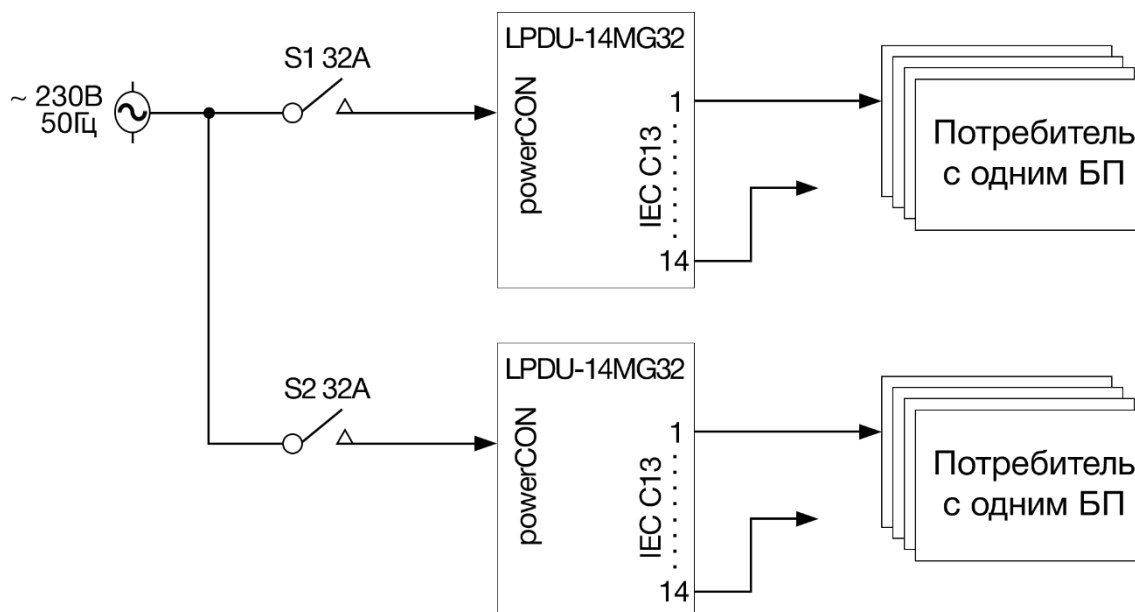 ~ 230В
50Гц
S1 32A
LPDU-14MG32
powerCON
IEC C13
1
14
Потребитель
с одним БП
S2 32A
LPDU-14MG32
powerCON
IEC C13
1
14
Потребитель
с одним БП